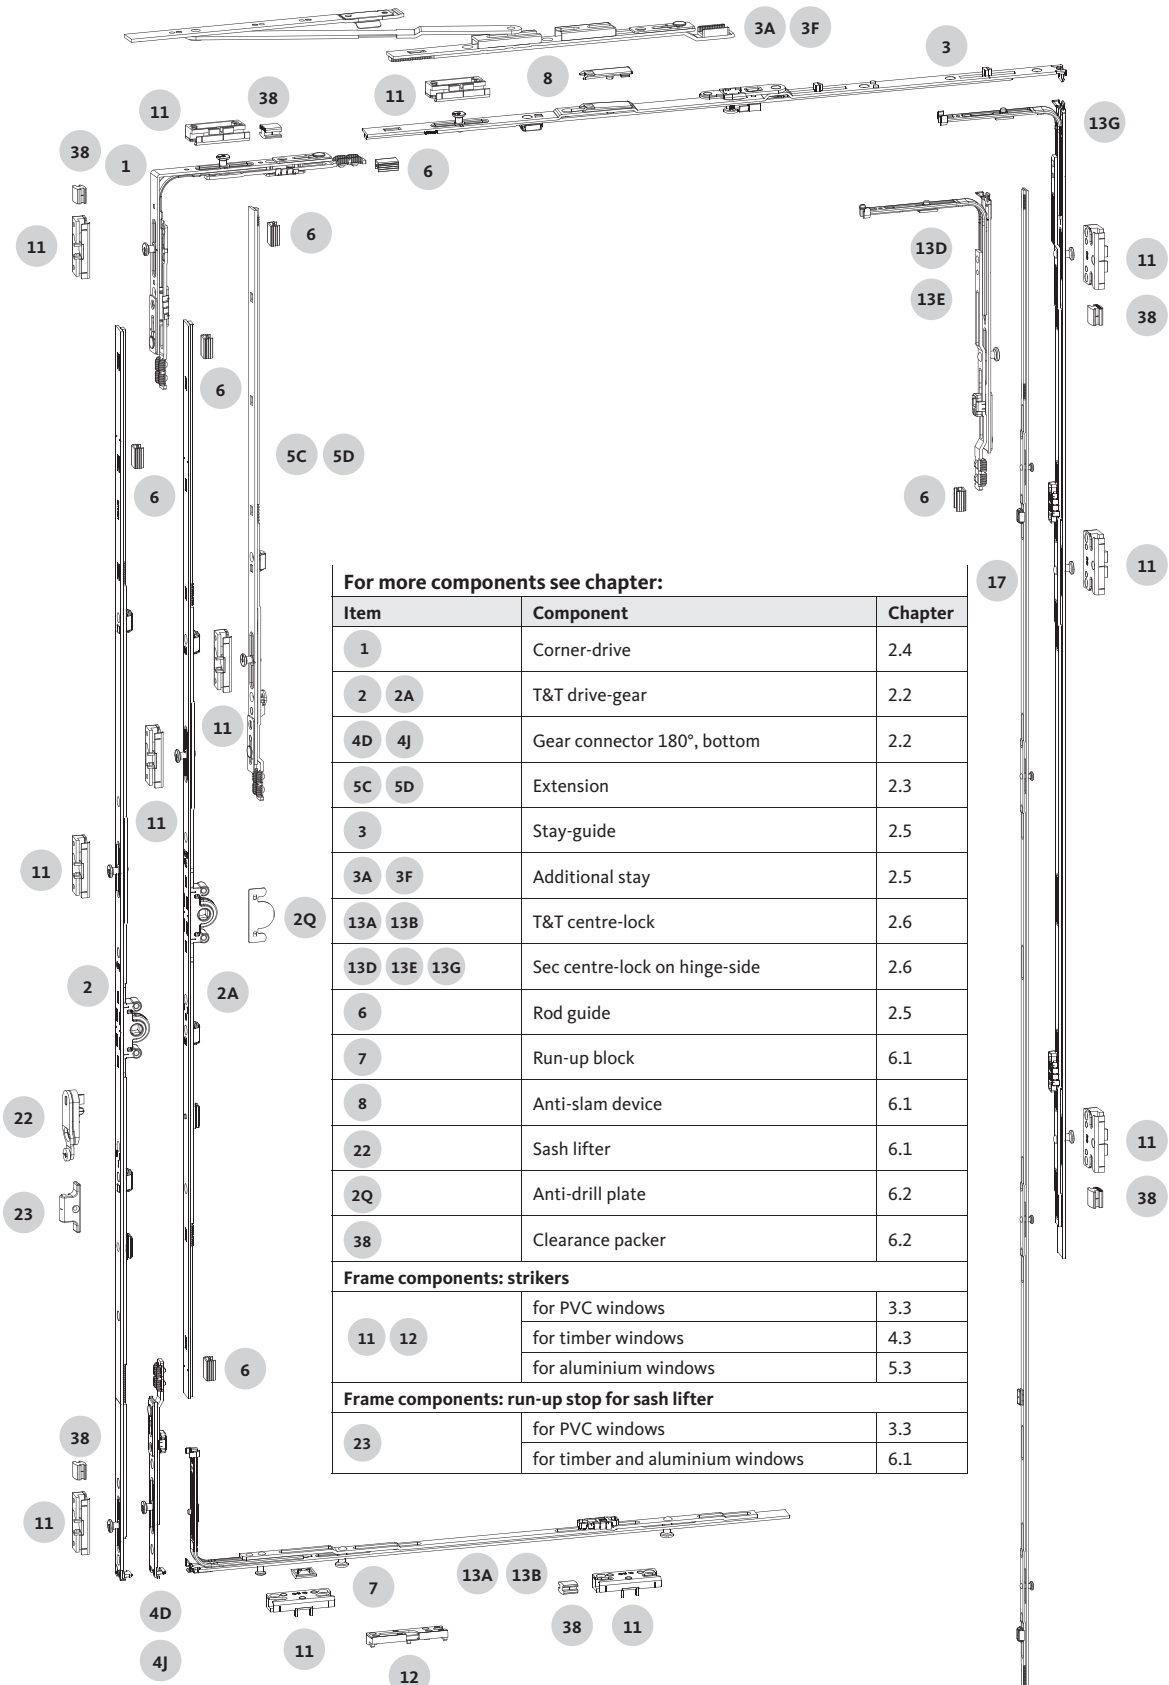 3A 3F
3
8
11
38
11
13G
38
1
6
6
11
13D
11
13E
38
6
5C 5D
6
6
11
For more components see chapter:
17
Item Component Chapter
1 Corner-drive 2.4
2 2A T&T drive-gear 2.2
4D 4J Gear connector 180°, bottom 2.2
5C 5D Extension 2.3
3 Stay-guide 2.5
3A 3F Additional stay 2.5
13A 13B T&T centre-lock 2.6
13D 13E 13G Sec centre-lock on hinge-side 2.6
6 Rod guide 2.5
7 Run-up block 6.1
8 Anti-slam device 6.1
22 Sash lifter 6.1
2Q Anti-drill plate 6.2
38 Clearance packer 6.2
Frame components: strikers
11 12
for PVC windows 3.3
for timber windows 4.3
for aluminium windows 5.3
Frame components: run-up stop for sash lifter
23
for PVC windows 3.3
for timber and aluminium windows 6.1
11
11
11
2Q
2
2A
22
11
38
23
6
38
11
13A 13B
7
4D
38
11
11
4J
12